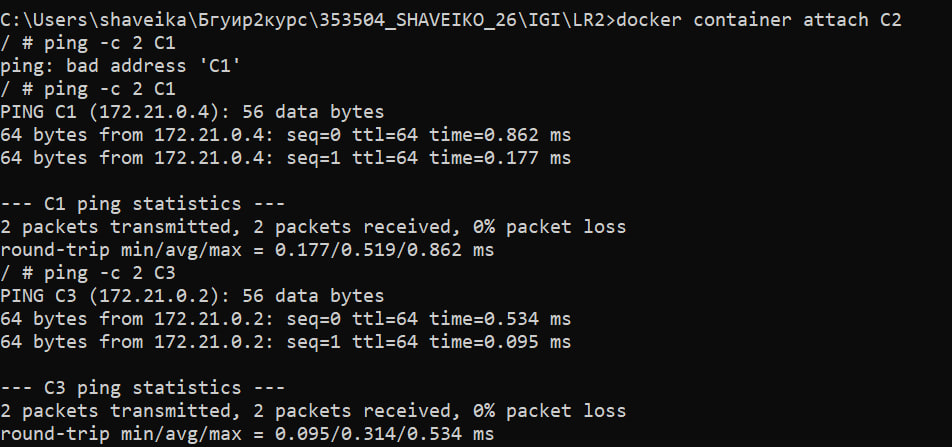 C:\Users\shaveika\Бгуир2курс\353504_SHAVEIKO_26\IGI\LR2>docker container attach C2
/ # ping -c 2 C1
ping: bad address 'C1'
/ # ping -c 2 C1
PING C1 (172.21.0.4): 56 data bytes
64 bytes from 172.21.0.4: seq=0 ttl=64 time=0.862 ms
64 bytes from 172.21.0.4: seq=1 ttl=64 time=0.177 ms
--- C1 ping statistics ---
2 packets transmitted, 2 packets received, 0% packet loss
round-trip min/avg/max = 0.177/0.519/0.862 ms
/ # ping -c 2 C3
PING C3 (172.21.0.2): 56 data bytes
64 bytes from 172.21.0.2: seq=0 ttl=64 time=0.534 ms
64 bytes from 172.21.0.2: seq=1 ttl=64 time=0.095 ms
--- C3 ping statistics ---
2 packets transmitted, 2 packets received, 0% packet loss
round-trip min/avg/max = 0.095/0.314/0.534 ms